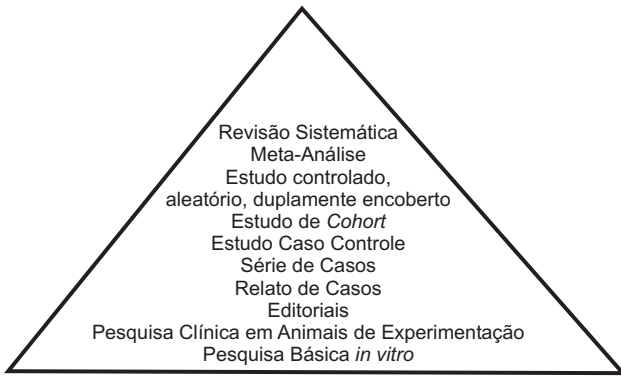 Revisão Sistemática
Meta-Análise
Estudo controlado,
aleatório, duplamente encoberto
Estudo de Cohort
Estudo Caso Controle
Série de Casos
Relato de Casos
Editoriais
Pesquisa Clínica em Animais de Experimentação
Pesquisa Básica in vitro